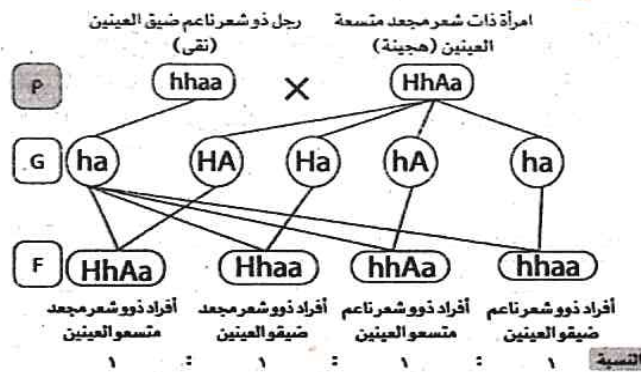 امرأة ذات شعر مجعد متسعة
العينين (هجينة)
رجل ذو شعر ناعم ضيق العينين
(نقى)
P
HhAa
×
hhaa
G
ha
HA
Ha
hA
ha
F
HhAa
Hhaa
hhAa
hhaa
أفراد ذوو شعر مجعد
متسعو العينين
أفراد ذوو شعر مجعد
ضيقو العينين
أفراد ذوو شعر ناعم
متسعو العينين
أفراد ذوو شعر ناعم
ضيقو العينين
النسبة ١ : ١ : ١ : ١